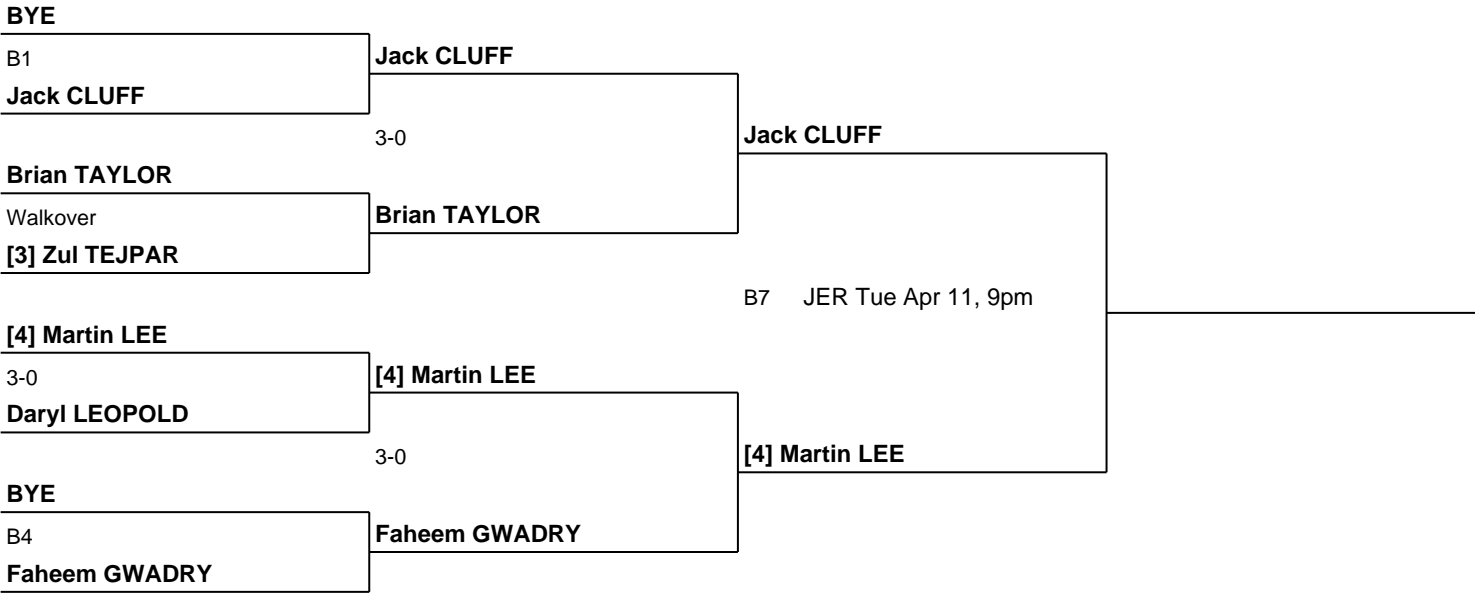 BYE
B1
Jack CLUFF
Jack CLUFF
3-0
Jack CLUFF
Brian TAYLOR
Walkover
Brian TAYLOR
[3] Zul TEJPAR
B7 JER Tue Apr 11, 9pm
[4] Martin LEE
3-0
[4] Martin LEE
Daryl LEOPOLD
3-0
[4] Martin LEE
BYE
B4
Faheem GWADRY
Faheem GWADRY